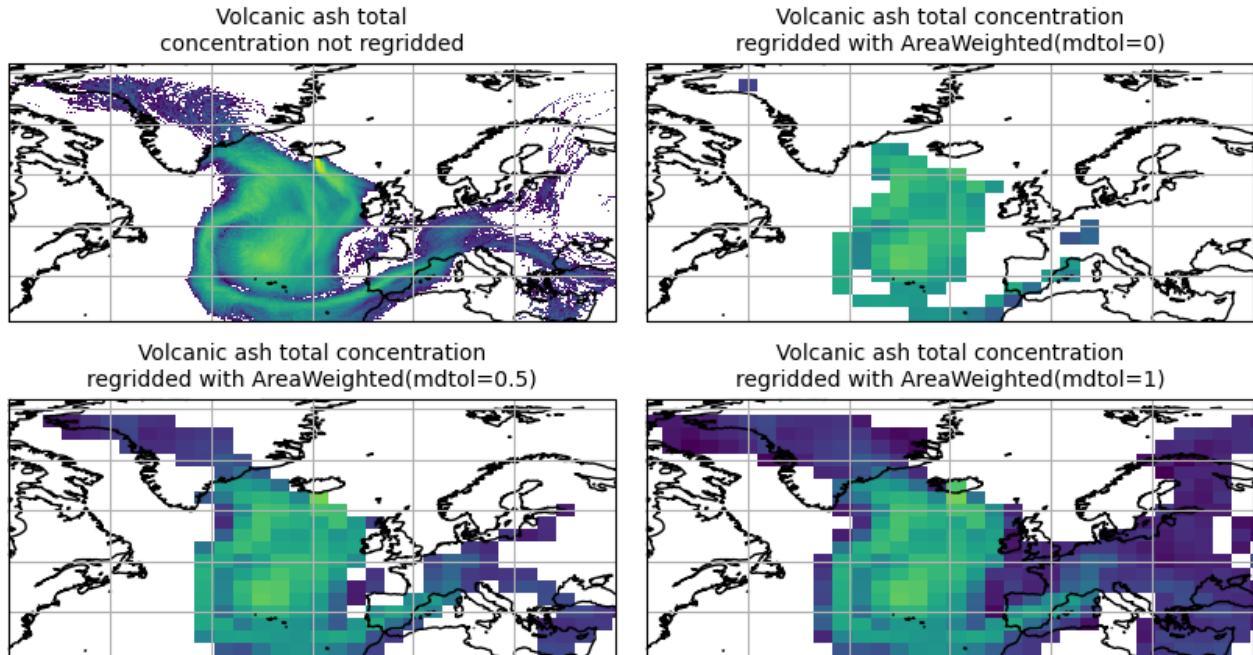 Volcanic ash total
concentration not regridded
Volcanic ash total concentration
regridded with AreaWeighted(mdtol=0)
Volcanic ash total concentration
regridded with AreaWeighted(mdtol=0.5)
Volcanic ash total concentration
regridded with AreaWeighted(mdtol=1)